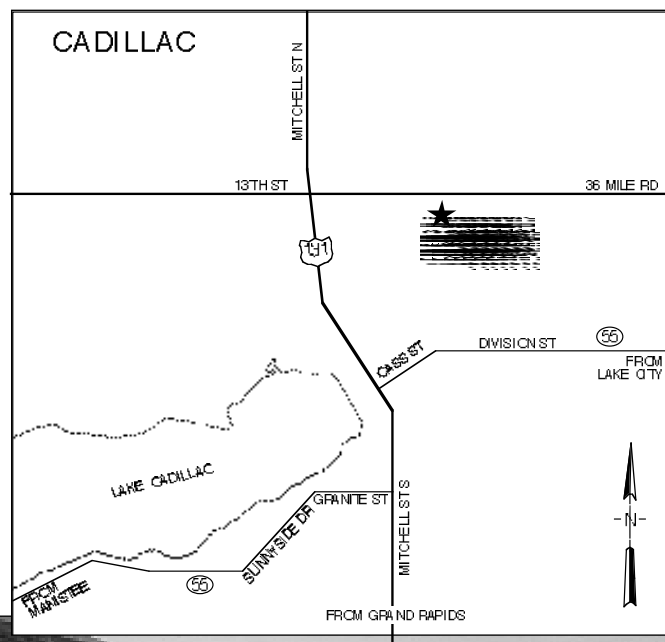 CADILLAC
MITCHELL ST N
13TH ST
36 MILE RD
131
CASS ST
DIVISION ST
55
FROM
LAKE CITY
LAKE CADILLAC
GRANITE ST
SUNNYSIDE DR
MITCHELL ST S
-N-
FROM
MANISTEE
55
FROM GRAND RAPIDS